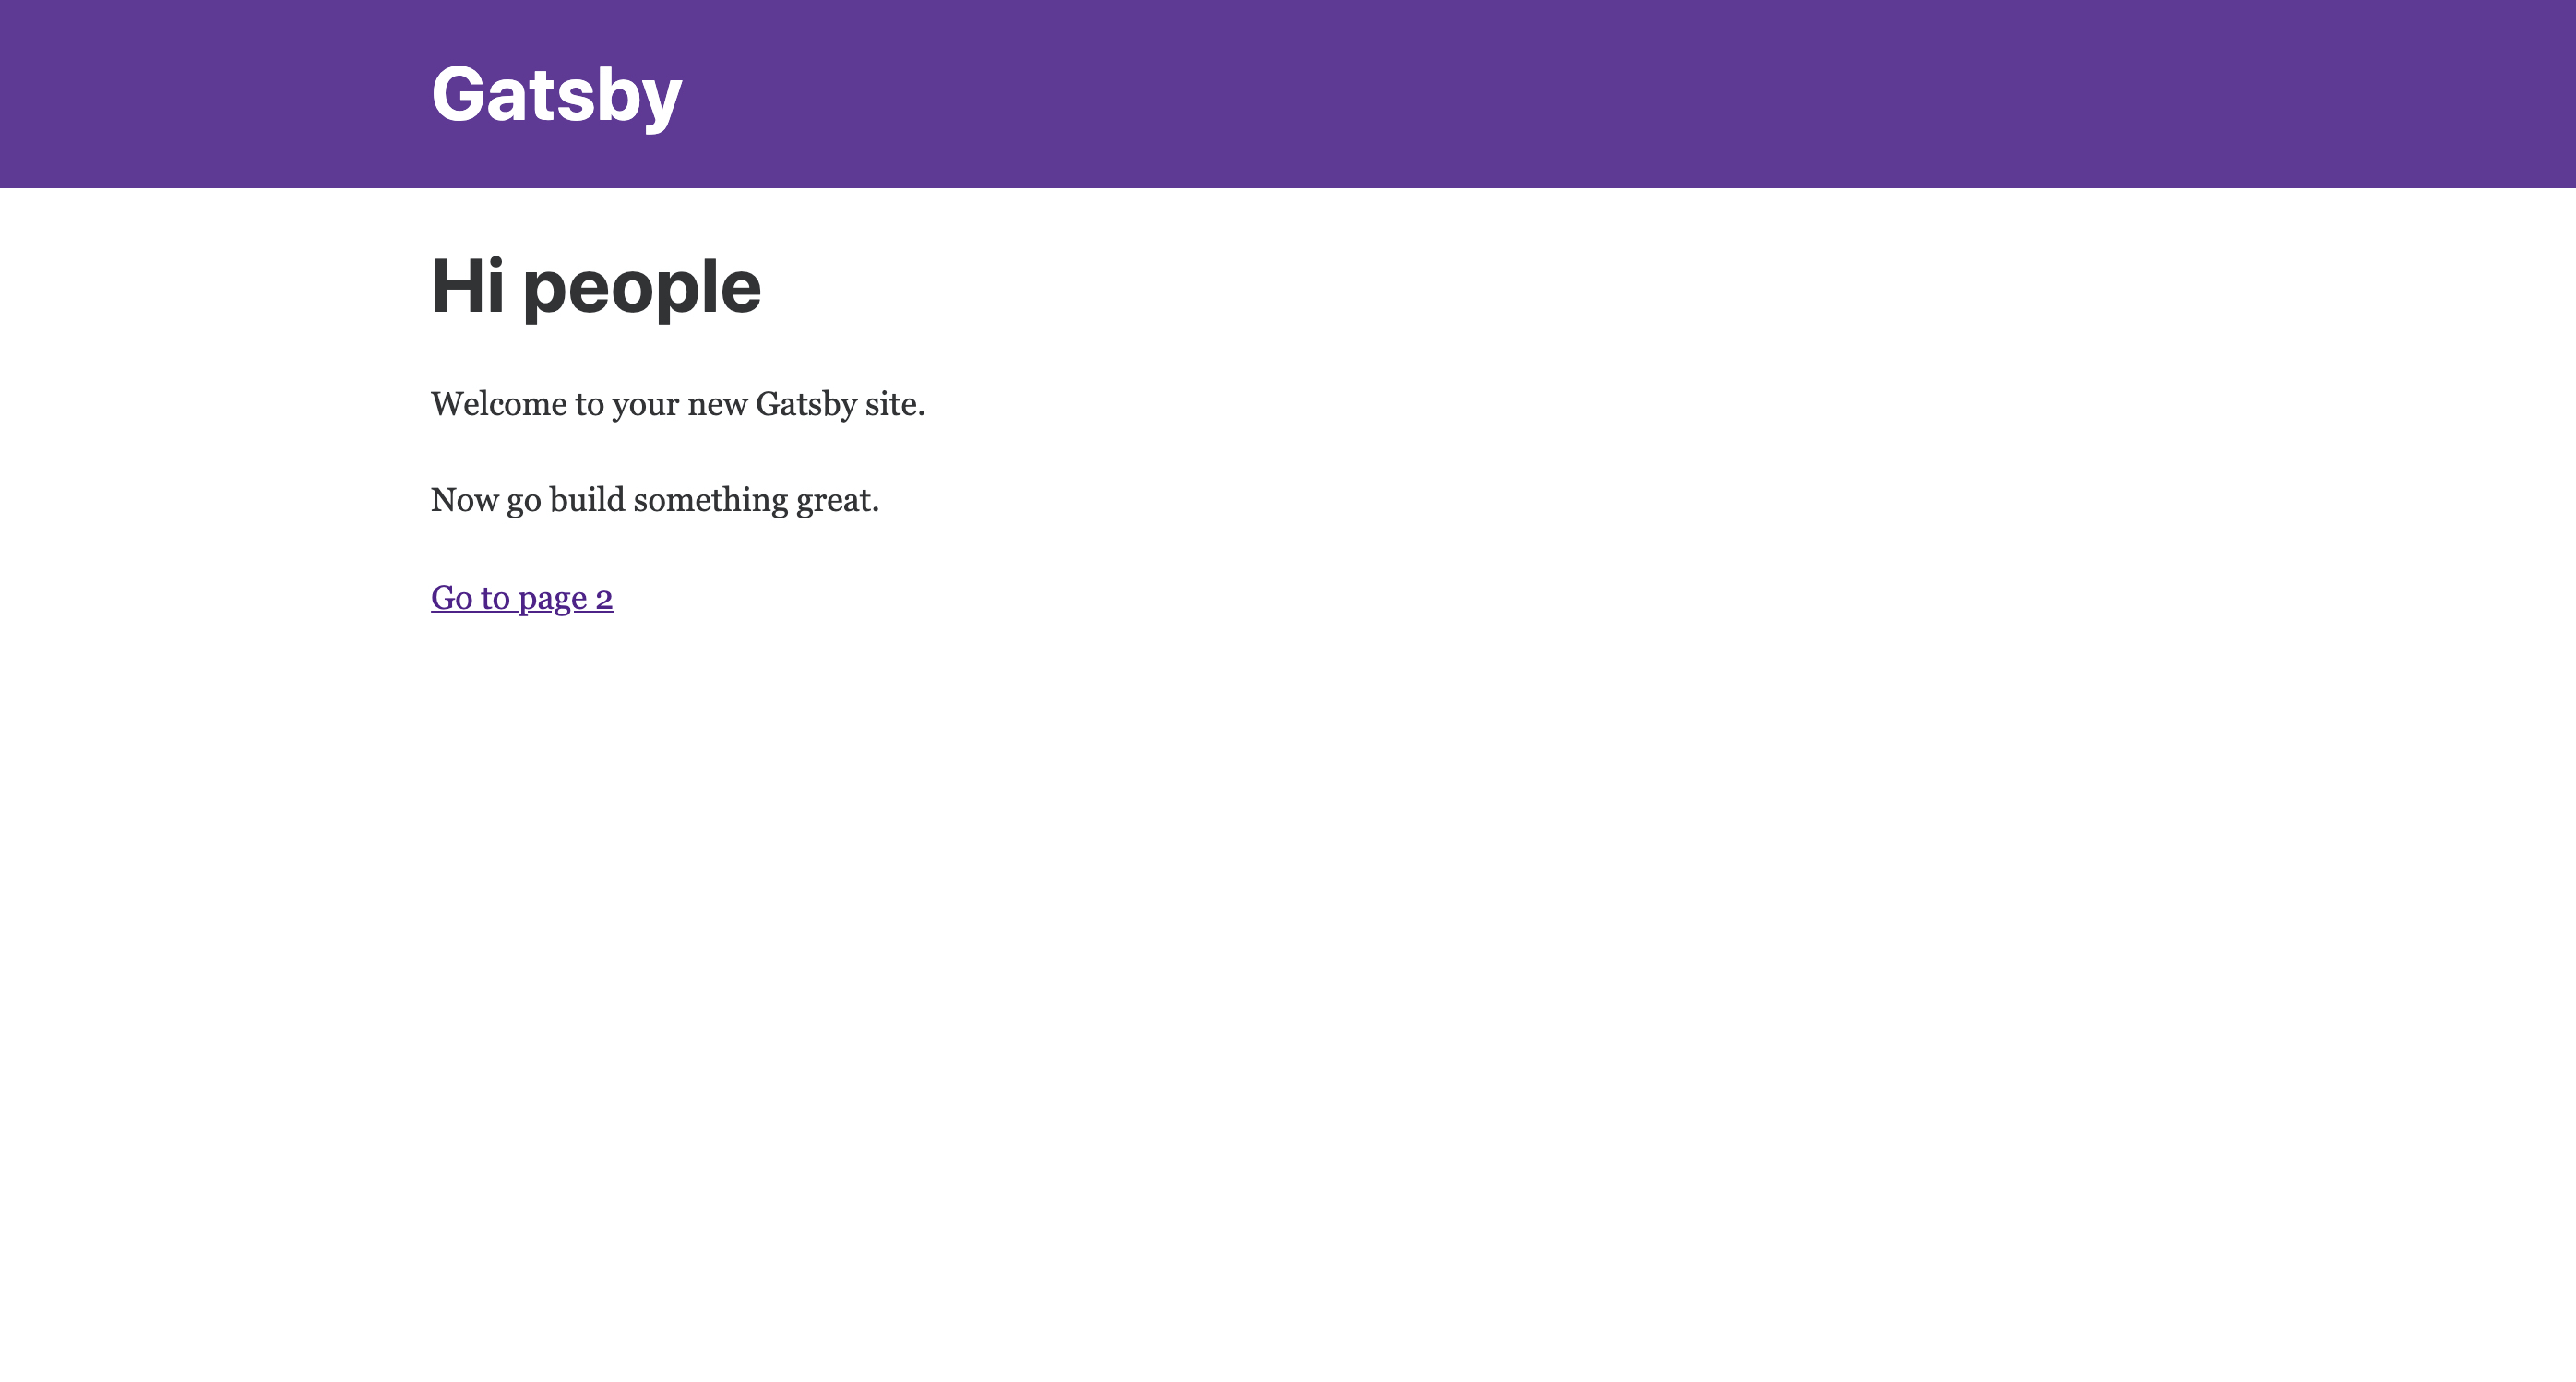 Gatsby
Hi people
Welcome to your new Gatsby site.
Now go build something great.
Go to page 2